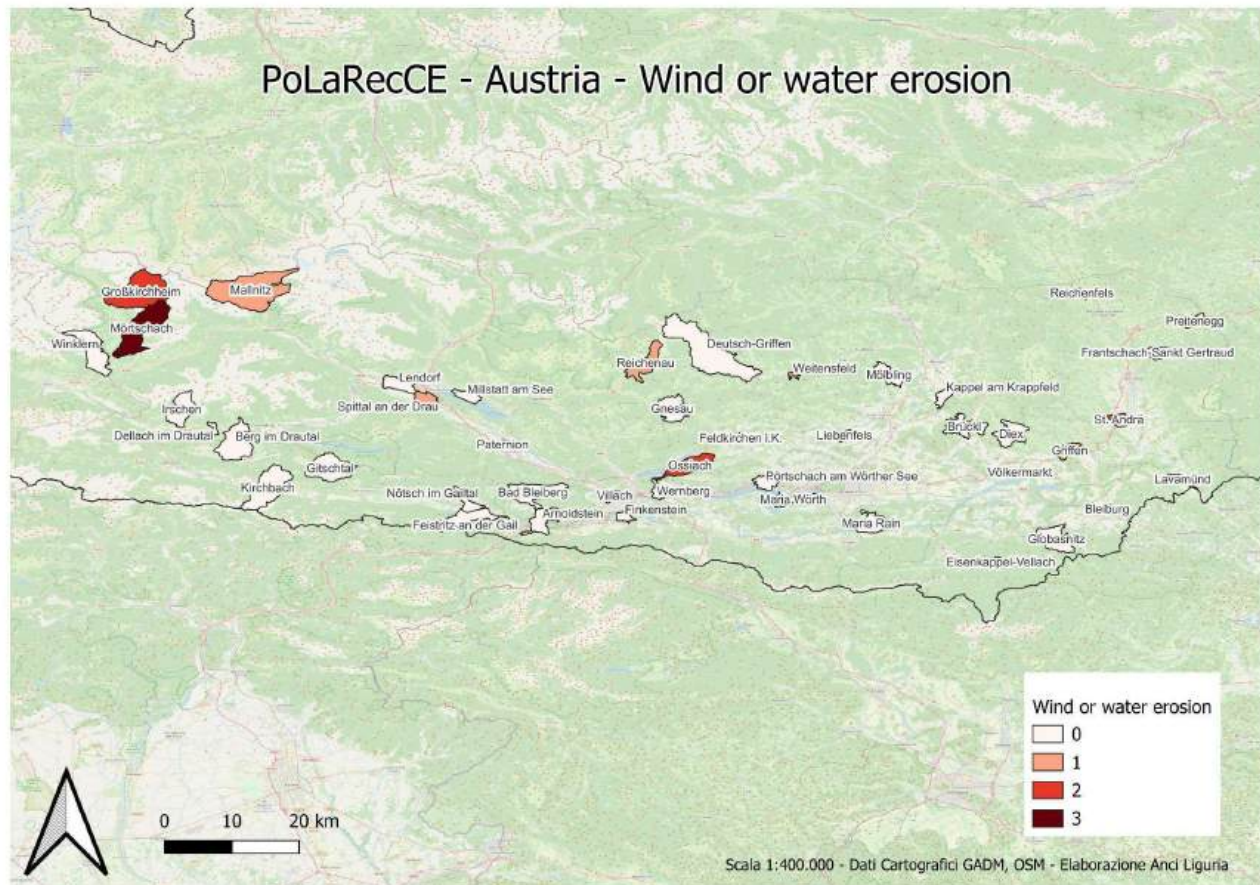 PoLaRecCE - Austria - Wind or water erosion
Großkirchheim
Mallnitz
Mörtschach
Winklern
Reichenfels
Preitenegg
Deutsch-Griffen
Frantschach-Sankt Gertraud
Reichenau
Weitensfeld
Mölbling
Lendorf
Millstatt am See
Kappel am Krappfeld
Spittal an der Drau
Irschen
Gnesau
St. Andrä
Brückl
Diex
Dellach im Drautal
Berg im Drautal
Feldkirchen i.K.
Liebenfels
Paternion
Griffen
Gitschtal
Ossiach
Völkermarkt
Kirchbach
Pörtschach am Wörther See
Lavamünd
Nötsch im Gailtal
Bad Bleiberg
Villach
Wernberg
Maria Wörth
Arnoldstein
Finkenstein
Bleiburg
Feistritz an der Gail
Maria Rain
Globasnitz
Eisenkappel-Vellach
Wind or water erosion
0
1
2
3
0 10 20 km
Scala 1:400.000 - Dati Cartografici GADM, OSM - Elaborazione Anci Liguria